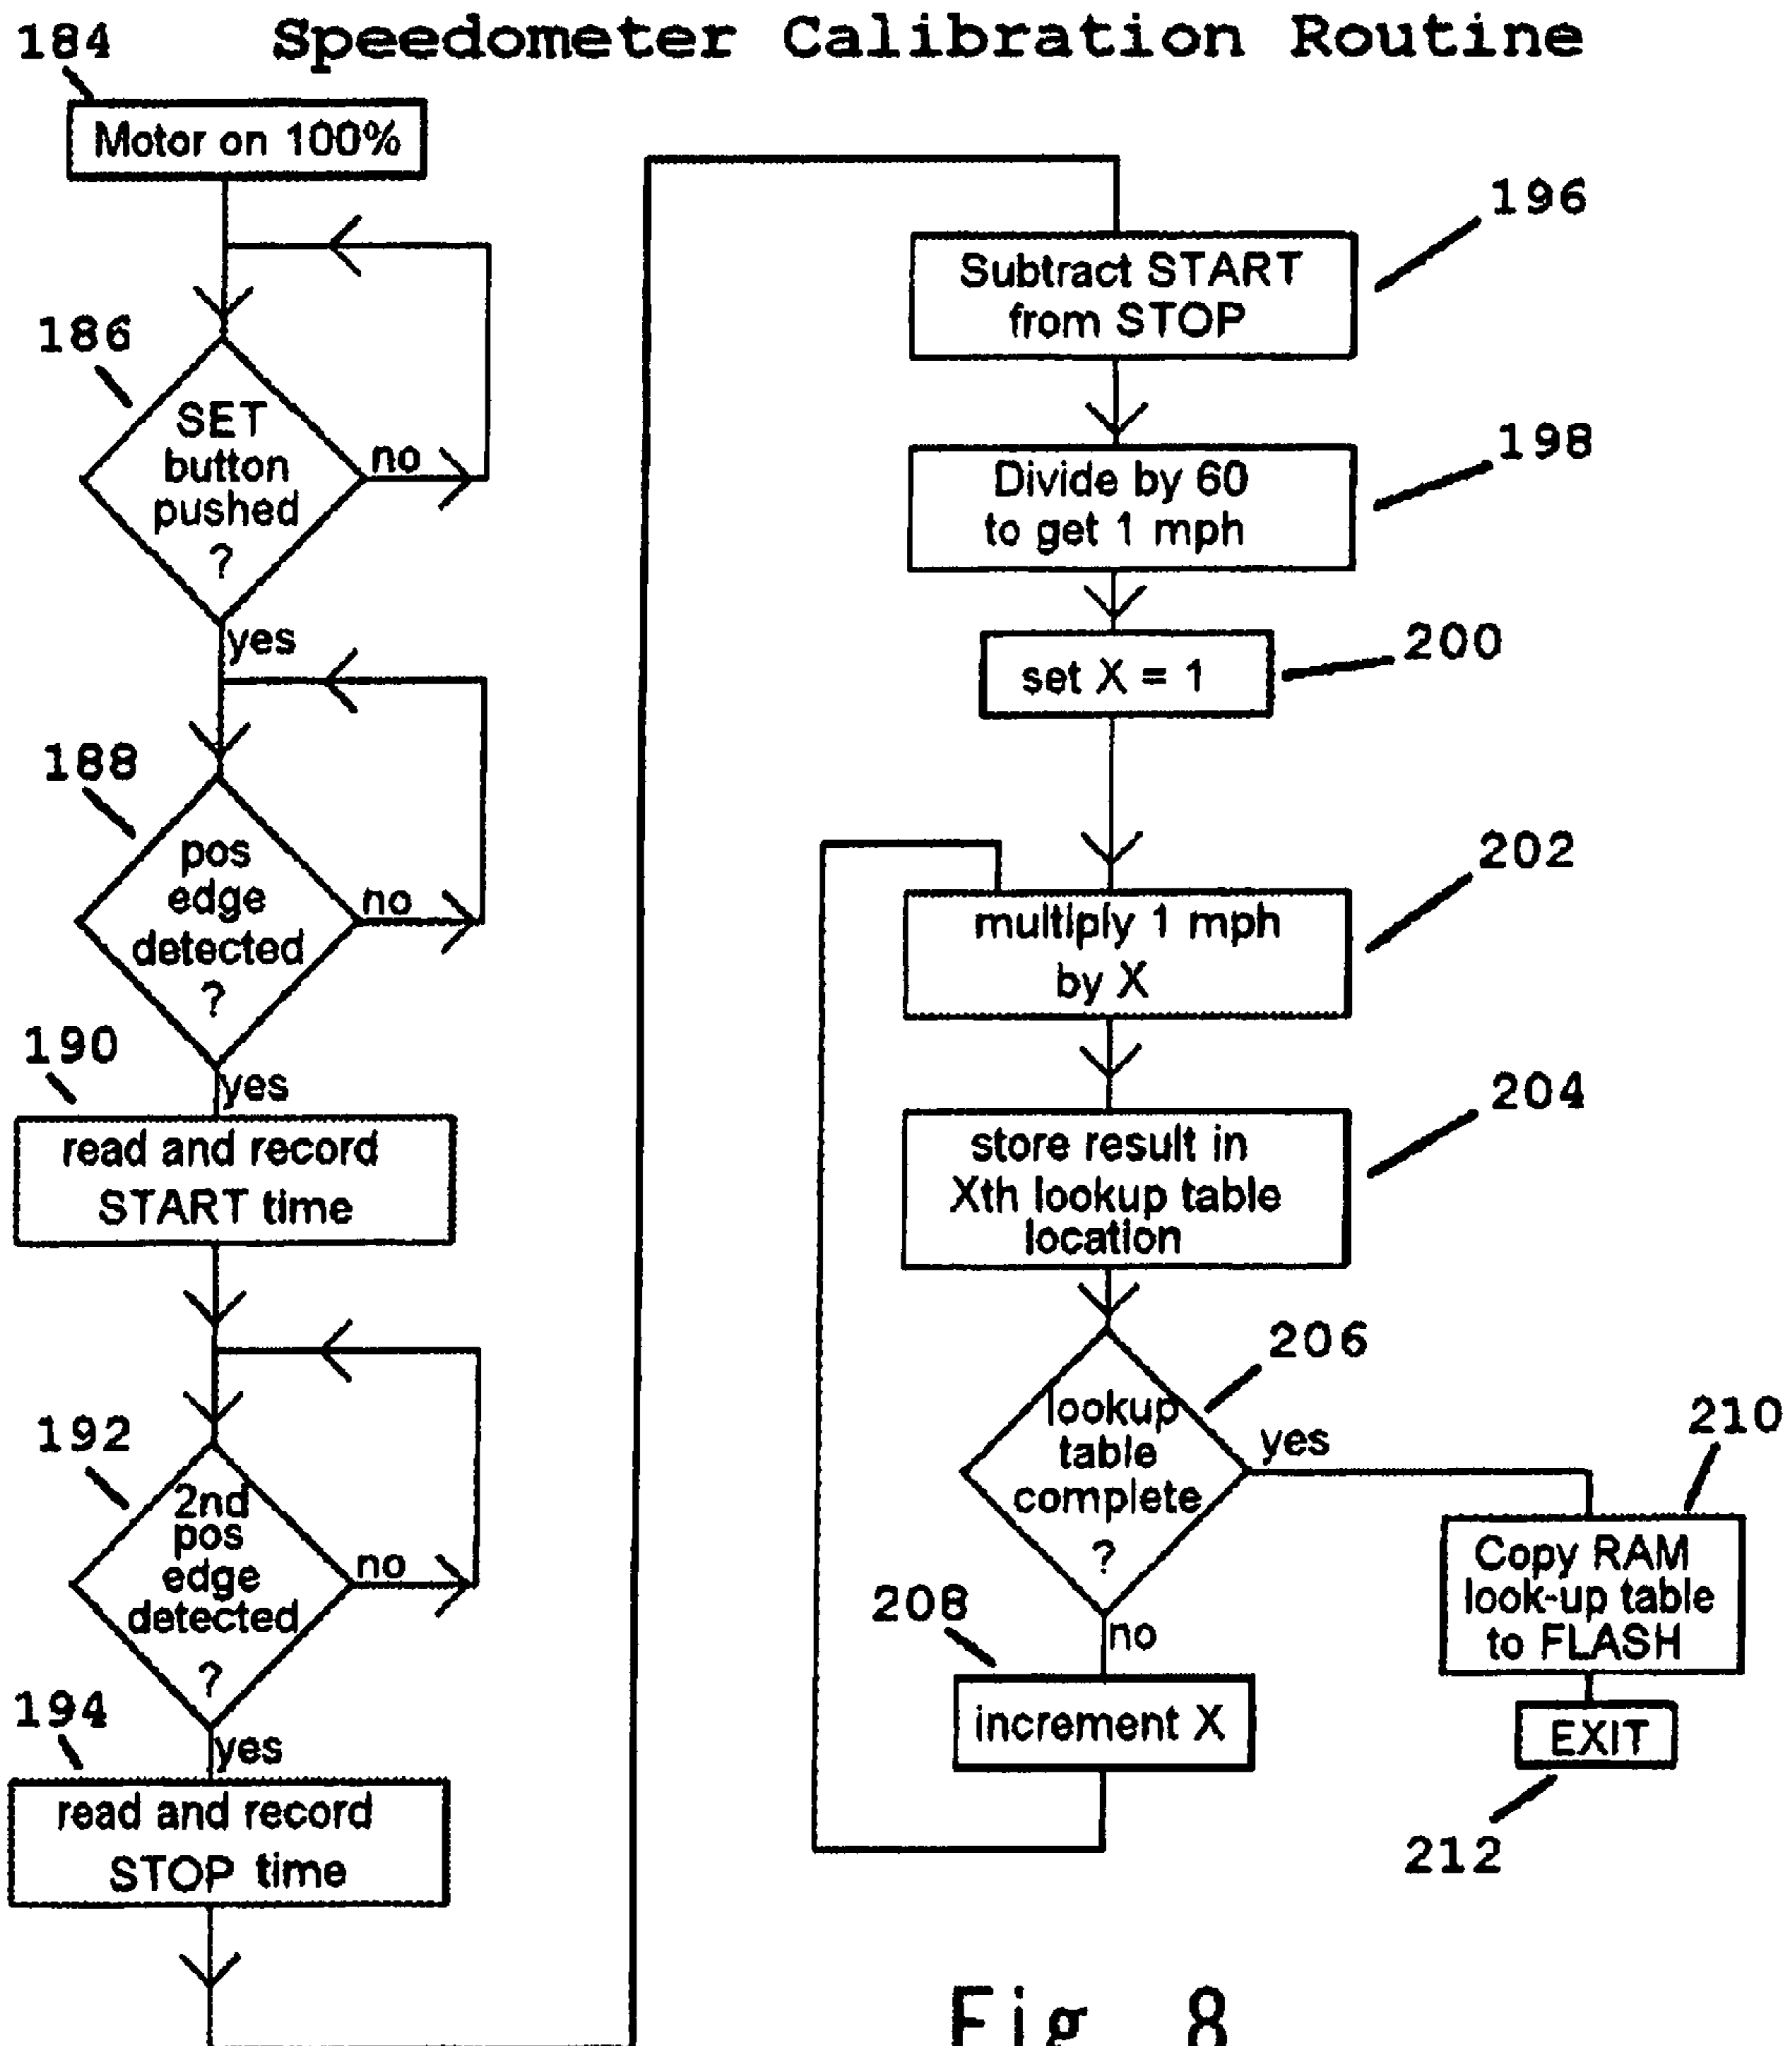 Speedometer Calibration Routine
184
Motor on 100%
186
SET
button
pushed
?
no
yes
188
pos
edge
detected
?
no
yes
190
read and record
START time
192
2nd
pos
edge
detected
?
no
yes
194
read and record
STOP time
196
Subtract START
from STOP
198
Divide by 60
to get 1 mph
200
set X = 1
202
multiply 1 mph
by X
204
store result in
Xth lookup table
location
206
lookup
table
complete
?
yes
no
208
increment X
210
Copy RAM
look-up table
to FLASH
EXIT
212
Fig. 8